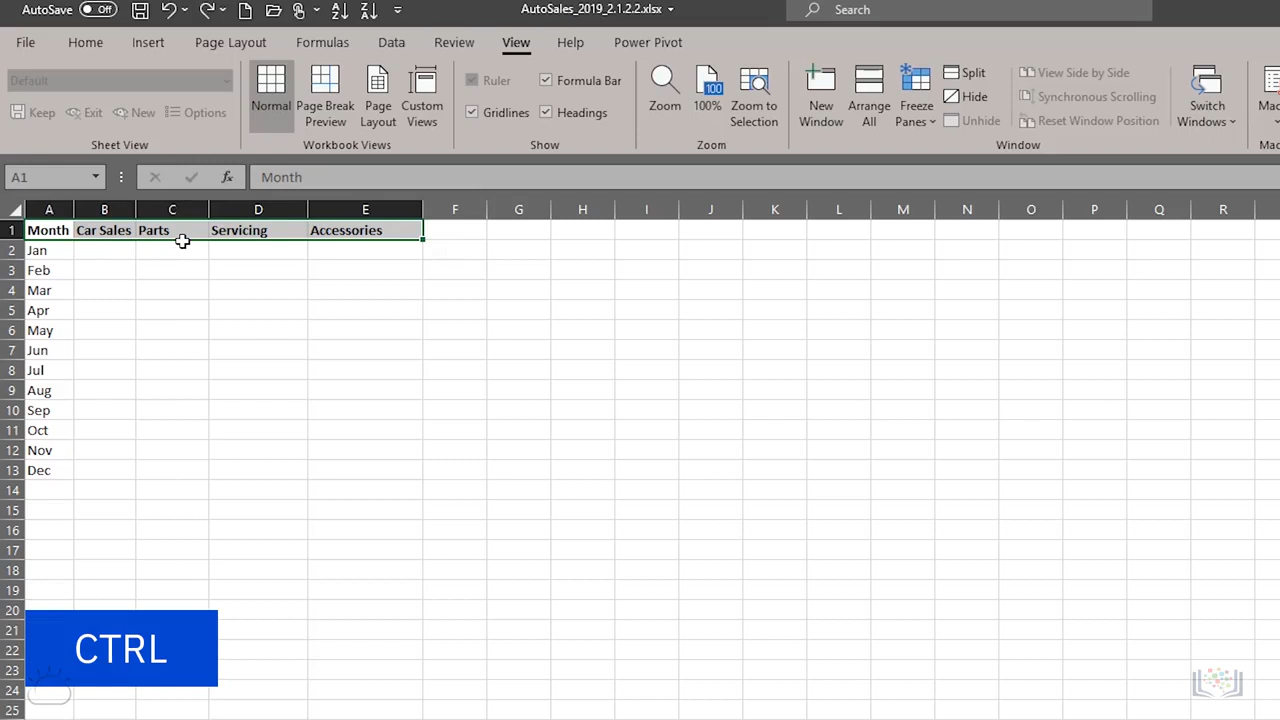 AutoSave Off AutoSales_2019_2.1.2.2.xlsx Search
File Home Insert Page Layout Formulas Data Review View Help Power Pivot
Default
Keep Exit New Options
Sheet View
Normal
Page Break Preview
Page Layout
Custom Views
Workbook Views
Ruler Formula Bar
Gridlines Headings
Show
Zoom
100
100%
Zoom to Selection
Zoom
New Window
Arrange All
Freeze Panes
Split
Hide
Unhide
View Side by Side
Synchronous Scrolling
Reset Window Position
Window
Switch Windows
A1 fx Month
A B C D E F G H I J K L M N O P Q R
1 Month Car Sales Parts Servicing Accessories
2 Jan
3 Feb
4 Mar
5 Apr
6 May
7 Jun
8 Jul
9 Aug
10 Sep
11 Oct
12 Nov
13 Dec
14
15
16
17
18
19
20
21
22
23
24
25
CTRL